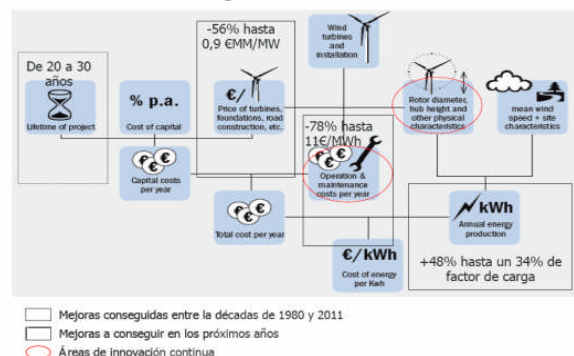 -56% hasta
0,9 €MM/MW
Wind
turbines
and
installation
De 20 a 30
años
Lifetime of project
% p.a.
Cost of capital
€/
Price of turbines,
foundations, road
construction, etc.
Rotor diameter,
hub height and
other physical
characteristics
mean wind
speed + site
characteristics
-78% hasta
11€/MWh
€ € €
Capital costs
per year
€ € €
Operation &
maintenance
costs per year
€ € €
Total cost per year
kWh
Annual energy
production
€/kWh
Cost of energy
per Kwh
+48% hasta un 34% de
factor de carga
Mejoras conseguidas entre la décadas de 1980 y 2011
Mejoras a conseguir en los próximos años
Áreas de innovación continua